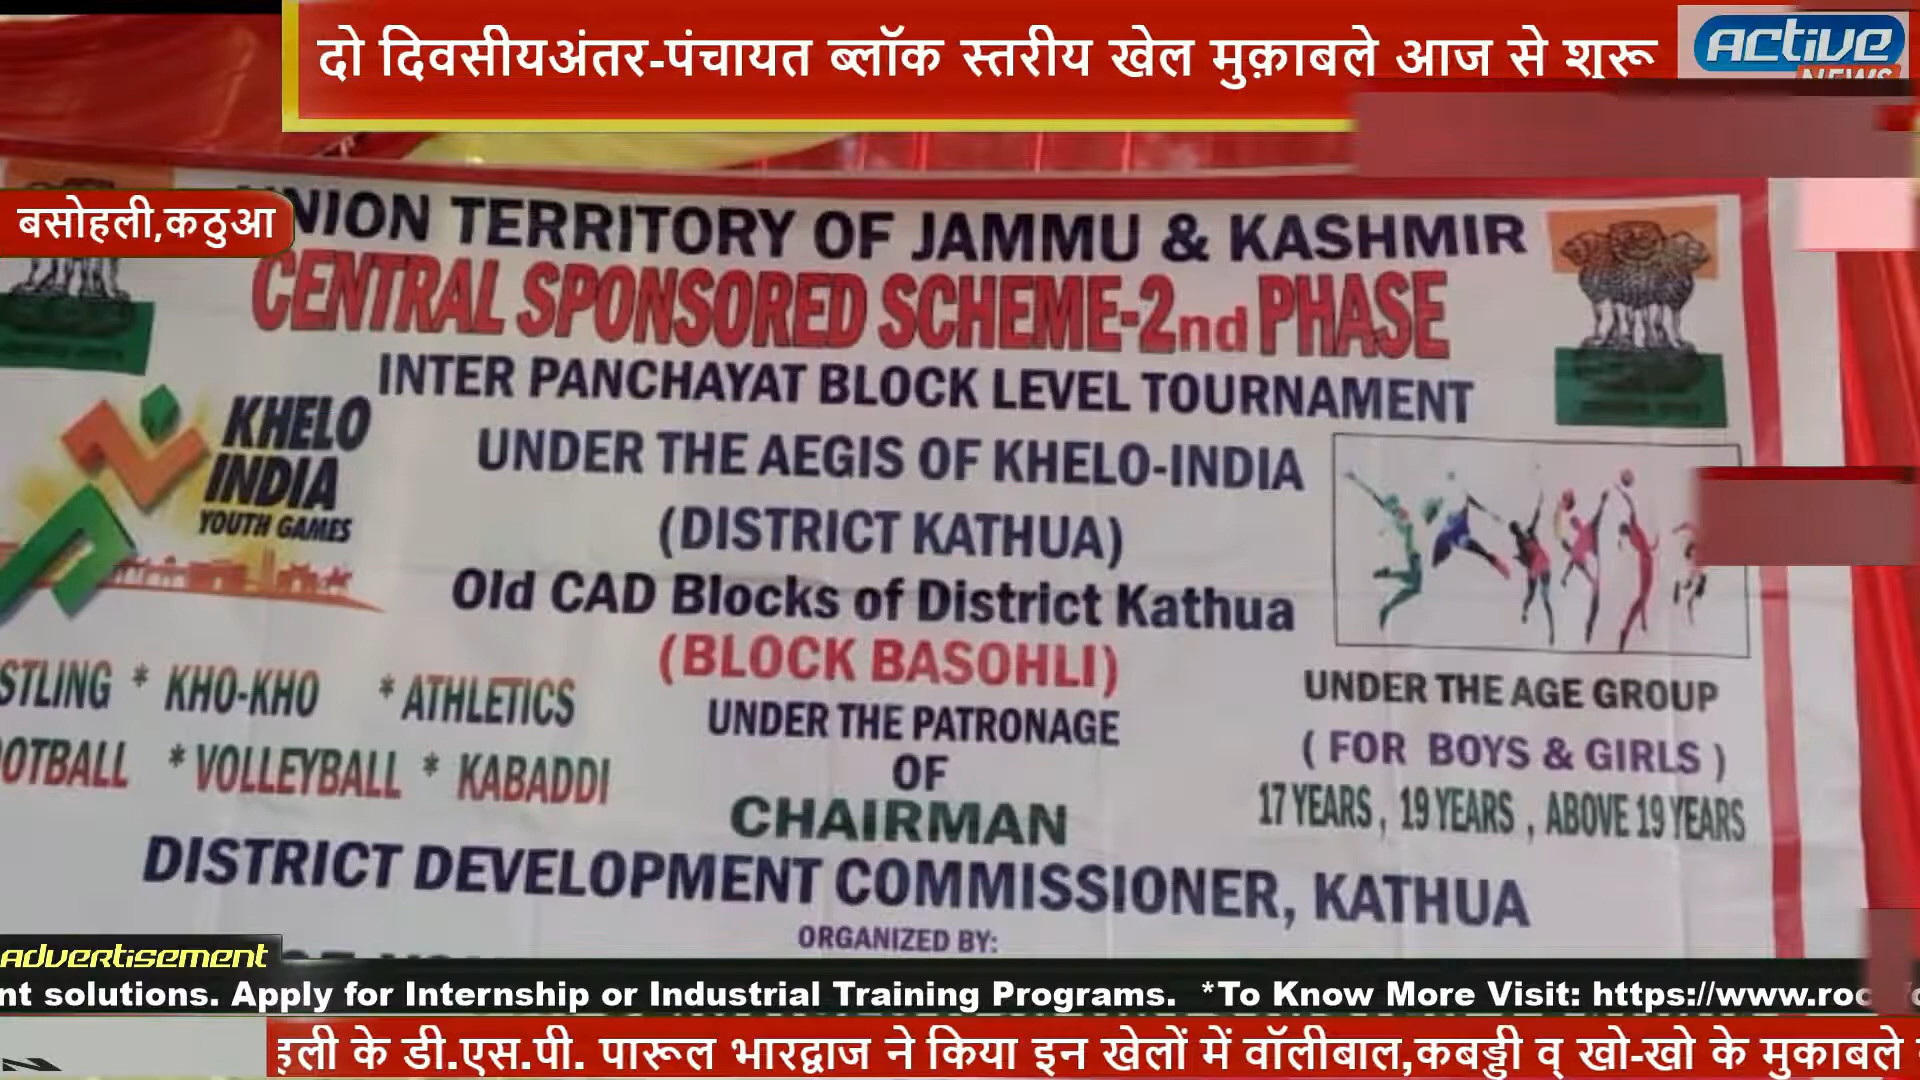 दो दिवसीयअंतर-पंचायत ब्लॉक स्तरीय खेल मुक़ाबले आज से शुरू
ACTIVE
NEWS
बसोहली,कठुआ
UNION TERRITORY OF JAMMU & KASHMIR
CENTRAL SPONSORED SCHEME-2nd PHASE
INTER PANCHAYAT BLOCK LEVEL TOURNAMENT
KHELO
INDIA
YOUTH GAMES
UNDER THE AEGIS OF KHELO-INDIA
(DISTRICT KATHUA)
Old CAD Blocks of District Kathua
(BLOCK BASOHLI)
STLING * KHO-KHO * ATHLETICS
OTBALL * VOLLEYBALL * KABADDI
UNDER THE PATRONAGE
OF
CHAIRMAN
UNDER THE AGE GROUP
( FOR BOYS & GIRLS )
17 YEARS , 19 YEARS , ABOVE 19 YEARS
DISTRICT DEVELOPMENT COMMISSIONER, KATHUA
ORGANIZED BY:
Advertisement
nt solutions. Apply for Internship or Industrial Training Programs. *To Know More Visit: https://www.roc
हली के डी.एस.पी. पारूल भारद्वाज ने किया इन खेलों में वॉलीबाल,कबड्डी व् खो-खो के मुकाबले